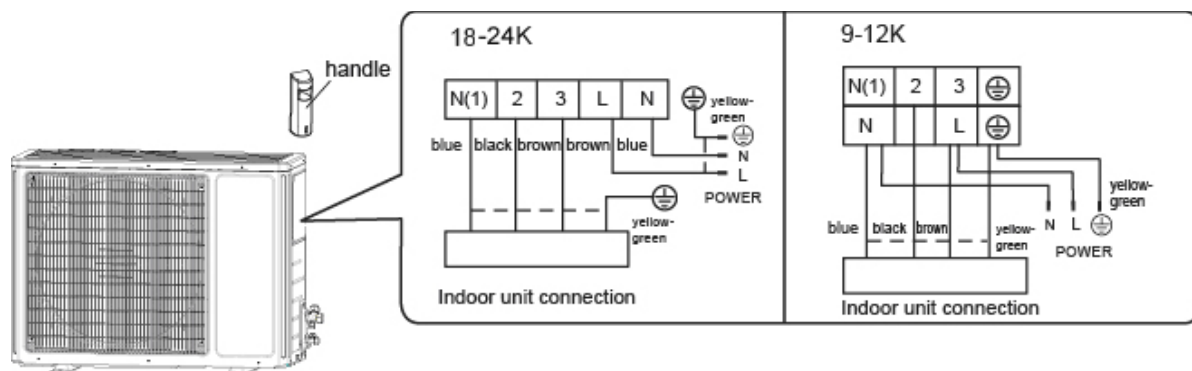 handle
18-24K
N(1) 2 3 L N
yellow-
green
blue black brown brown blue
N
L
POWER
yellow-
green
Indoor unit connection
9-12K
N(1) 2 3
N L
yellow-
green
blue black brown yellow-
green
N L
POWER
Indoor unit connection